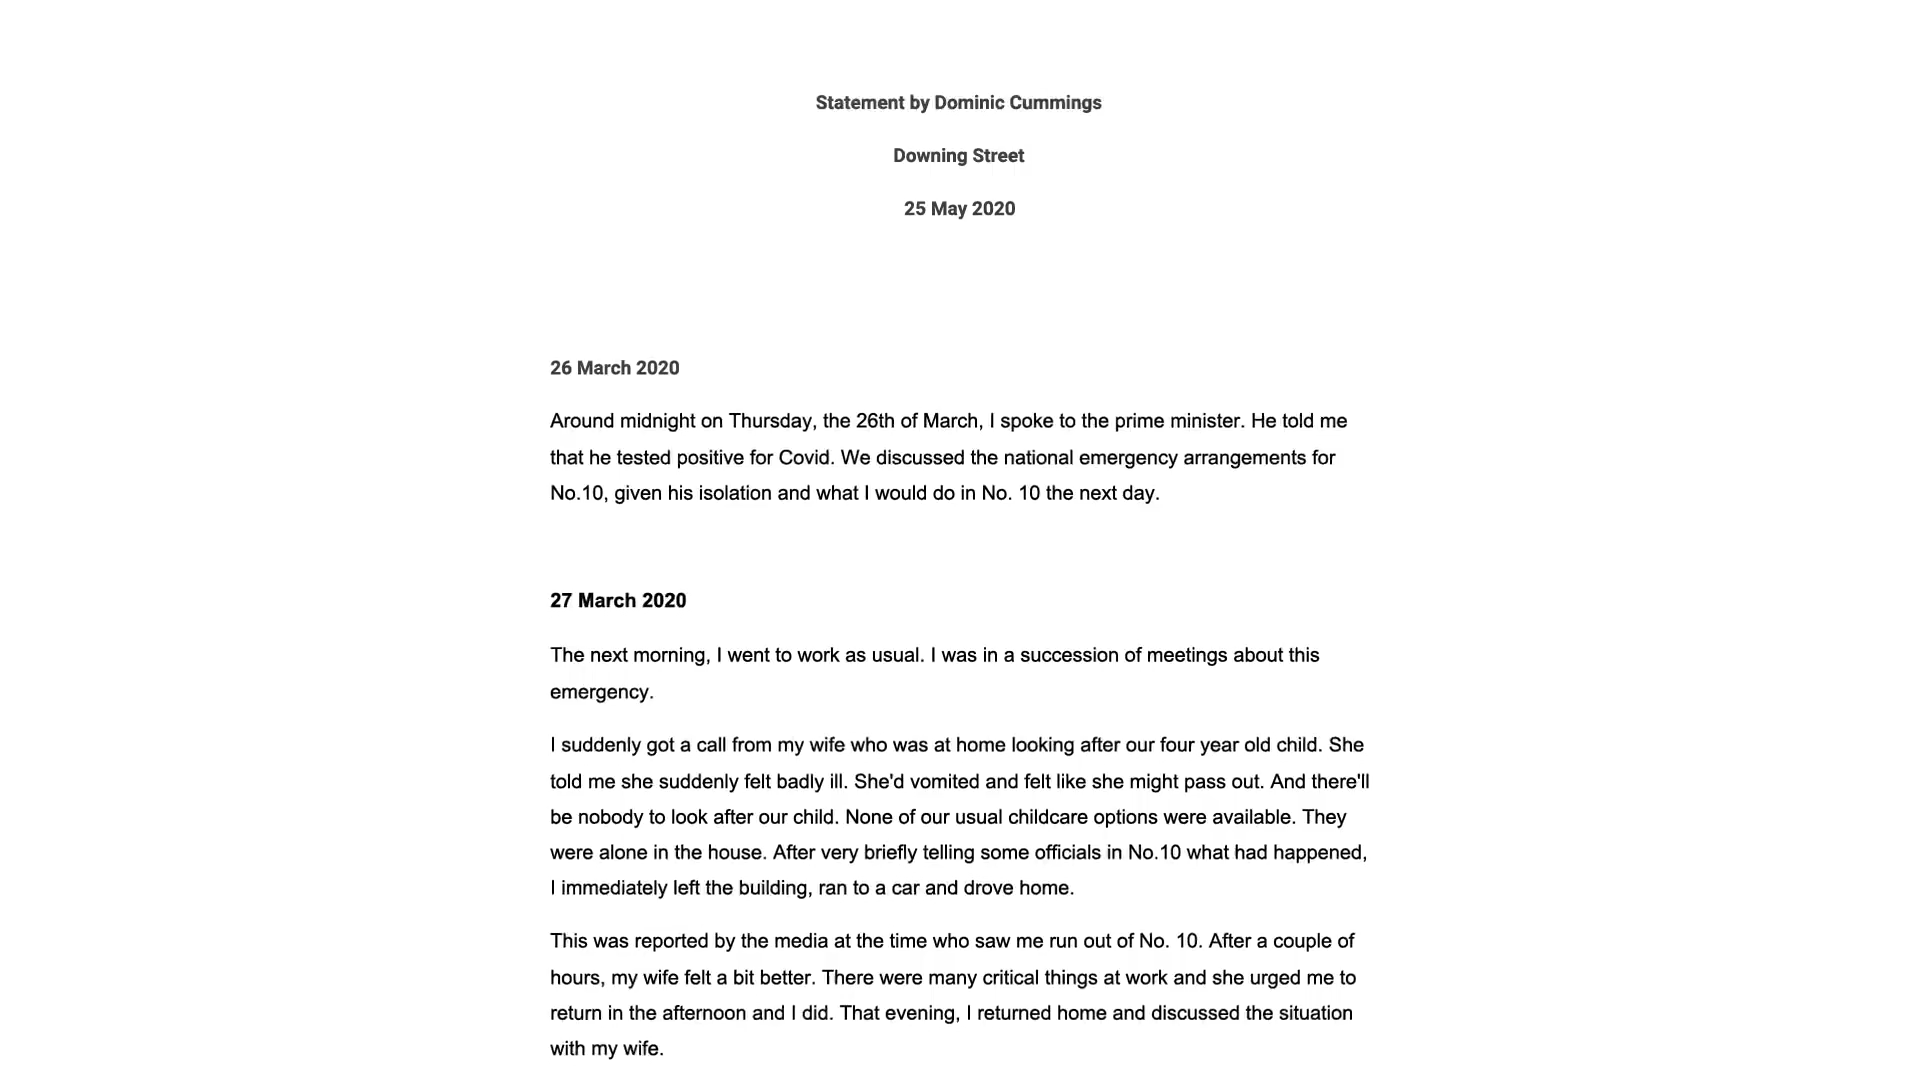 Statement by Dominic Cummings
Downing Street
25 May 2020
26 March 2020
Around midnight on Thursday, the 26th of March, I spoke to the prime minister. He told me
that he tested positive for Covid. We discussed the national emergency arrangements for
No.10, given his isolation and what I would do in No. 10 the next day.
27 March 2020
The next morning, I went to work as usual. I was in a succession of meetings about this
emergency.
I suddenly got a call from my wife who was at home looking after our four year old child. She
told me she suddenly felt badly ill. She'd vomited and felt like she might pass out. And there'll
be nobody to look after our child. None of our usual childcare options were available. They
were alone in the house. After very briefly telling some officials in No.10 what had happened,
I immediately left the building, ran to a car and drove home.
This was reported by the media at the time who saw me run out of No. 10. After a couple of
hours, my wife felt a bit better. There were many critical things at work and she urged me to
return in the afternoon and I did. That evening, I returned home and discussed the situation
with my wife.